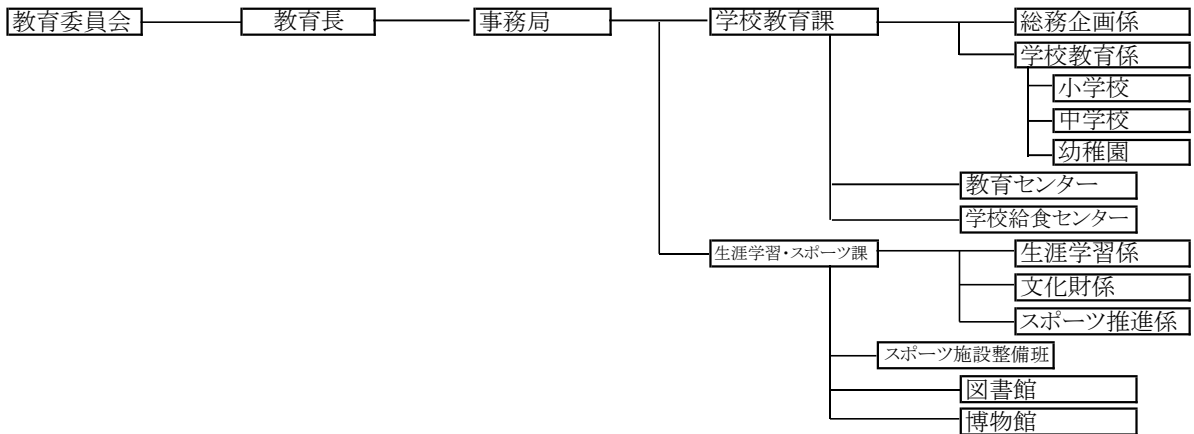 教育委員会
教育長
事務局
学校教育課
総務企画係
学校教育係
小学校
中学校
幼稚園
教育センター
学校給食センター
生涯学習・スポーツ課
生涯学習係
文化財係
スポーツ推進係
スポーツ施設整備班
図書館
博物館